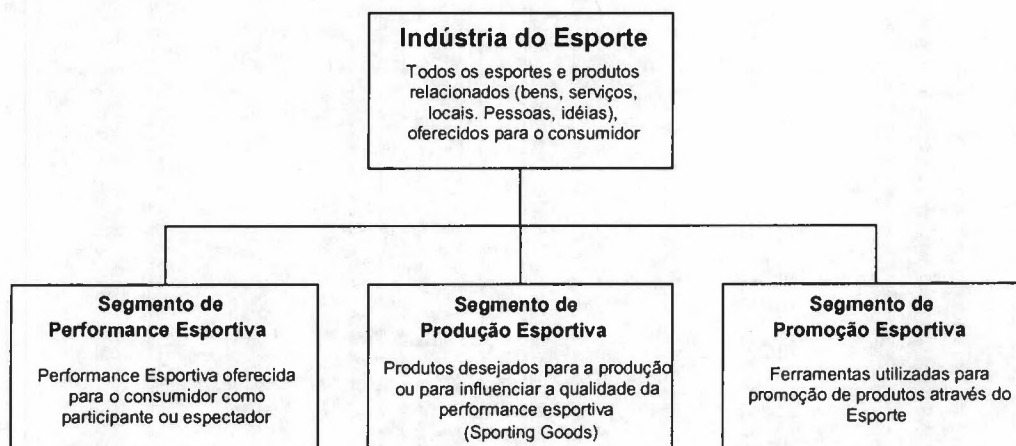 Indústria do Esporte
Todos os esportes e produtos
relacionados (bens, serviços,
locais. Pessoas, idéias),
oferecidos para o consumidor
Segmento de
Performance Esportiva
Performance Esportiva oferecida
para o consumidor como
participante ou espectador
Segmento de
Produção Esportiva
Produtos desejados para a produção
ou para influenciar a qualidade da
performance esportiva
(Sporting Goods)
Segmento de
Promoção Esportiva
Ferramentas utilizadas para
promoção de produtos através do
Esporte